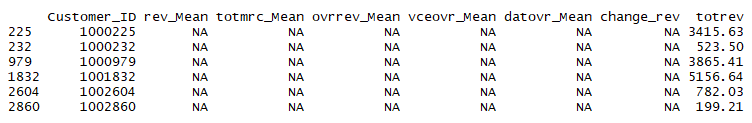 Customer_ID rev_Mean totmrc_Mean ovrrev_Mean vceovr_Mean datovr_Mean change_rev totrev
225 1000225 NA NA NA NA NA NA 3415.63
232 1000232 NA NA NA NA NA NA 523.50
979 1000979 NA NA NA NA NA NA 3865.41
1832 1001832 NA NA NA NA NA NA 5156.64
2604 1002604 NA NA NA NA NA NA 782.03
2860 1002860 NA NA NA NA NA NA 199.21